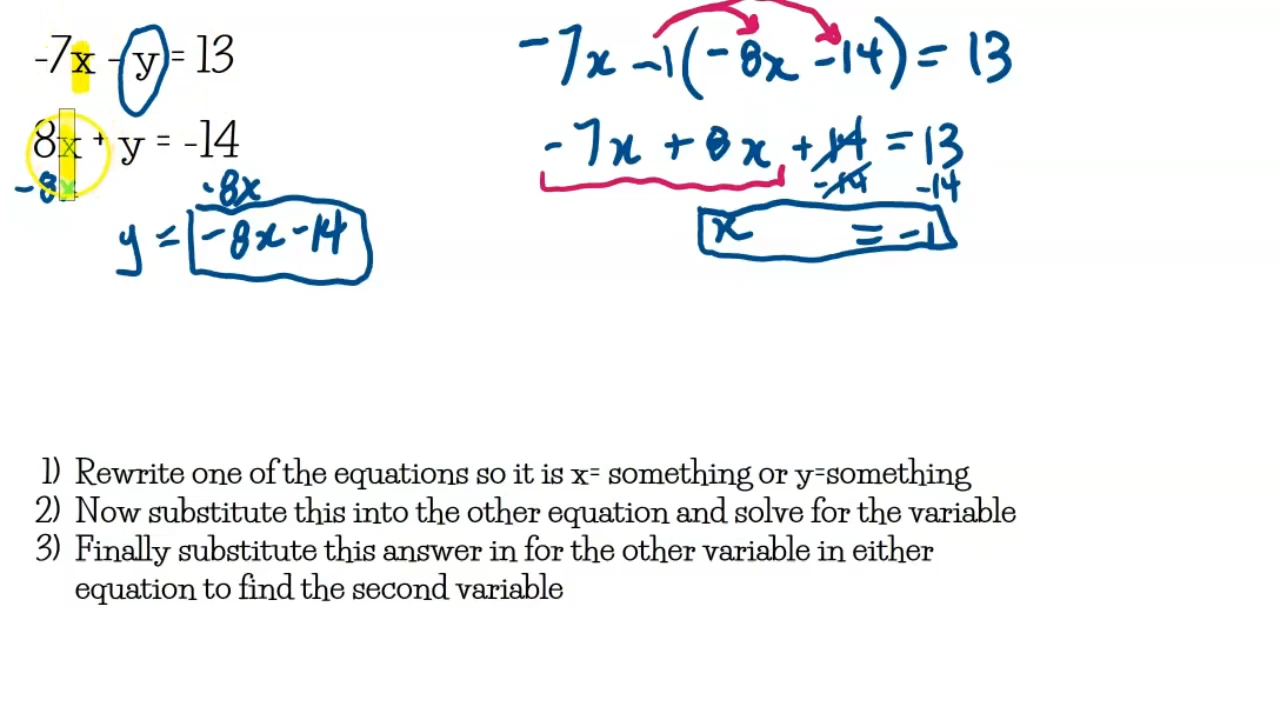 -7x - y = 13
8x + y = -14
-8x -8x
y = -8x - 14
-7x - 1(-8x - 14) = 13
-7x + 8x + 14 = 13
-14 -14
x = -1
1) Rewrite one of the equations so it is x= something or y=something
2) Now substitute this into the other equation and solve for the variable
3) Finally substitute this answer in for the other variable in either
equation to find the second variable